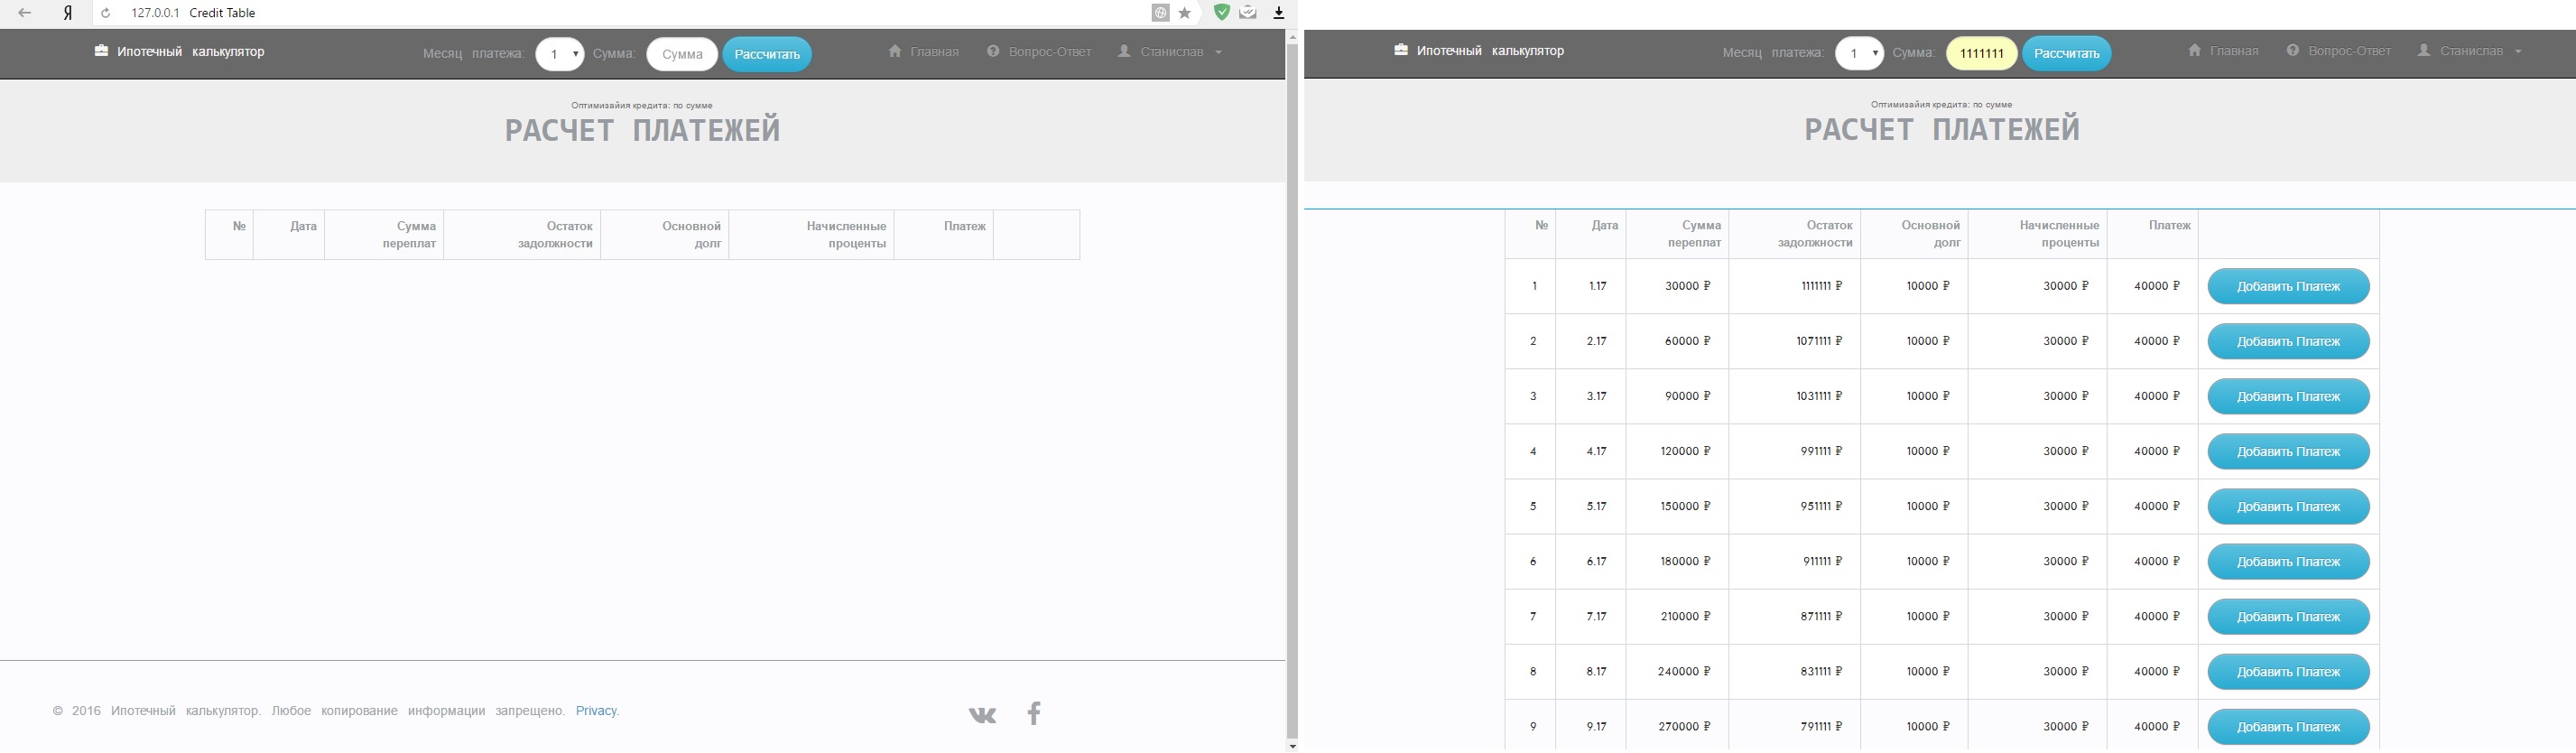 Я 127.0.0.1 Credit Table
Ипотечный калькулятор Месяц платежа: 1 Сумма: Сумма Рассчитать Главная Вопрос-Ответ Станислав
Оптимизайия кредита: по сумме
РАСЧЕТ ПЛАТЕЖЕЙ
№ Дата Сумма переплат Остаток задолжности Основной долг Начисленные проценты Платеж
© 2016 Ипотечный калькулятор. Любое копирование информации запрещено. Privacy.
Ипотечный калькулятор Месяц платежа: 1 Сумма: 1111111 Рассчитать Главная Вопрос-Ответ Станислав
Оптимизайия кредита: по сумме
РАСЧЕТ ПЛАТЕЖЕЙ
№ Дата Сумма переплат Остаток задолжности Основной долг Начисленные проценты Платеж
1 1.17 30000 ₽ 1111111 ₽ 10000 ₽ 30000 ₽ 40000 ₽ Добавить Платеж
2 2.17 60000 ₽ 1071111 ₽ 10000 ₽ 30000 ₽ 40000 ₽ Добавить Платеж
3 3.17 90000 ₽ 1031111 ₽ 10000 ₽ 30000 ₽ 40000 ₽ Добавить Платеж
4 4.17 120000 ₽ 991111 ₽ 10000 ₽ 30000 ₽ 40000 ₽ Добавить Платеж
5 5.17 150000 ₽ 951111 ₽ 10000 ₽ 30000 ₽ 40000 ₽ Добавить Платеж
6 6.17 180000 ₽ 911111 ₽ 10000 ₽ 30000 ₽ 40000 ₽ Добавить Платеж
7 7.17 210000 ₽ 871111 ₽ 10000 ₽ 30000 ₽ 40000 ₽ Добавить Платеж
8 8.17 240000 ₽ 831111 ₽ 10000 ₽ 30000 ₽ 40000 ₽ Добавить Платеж
9 9.17 270000 ₽ 791111 ₽ 10000 ₽ 30000 ₽ 40000 ₽ Добавить Платеж